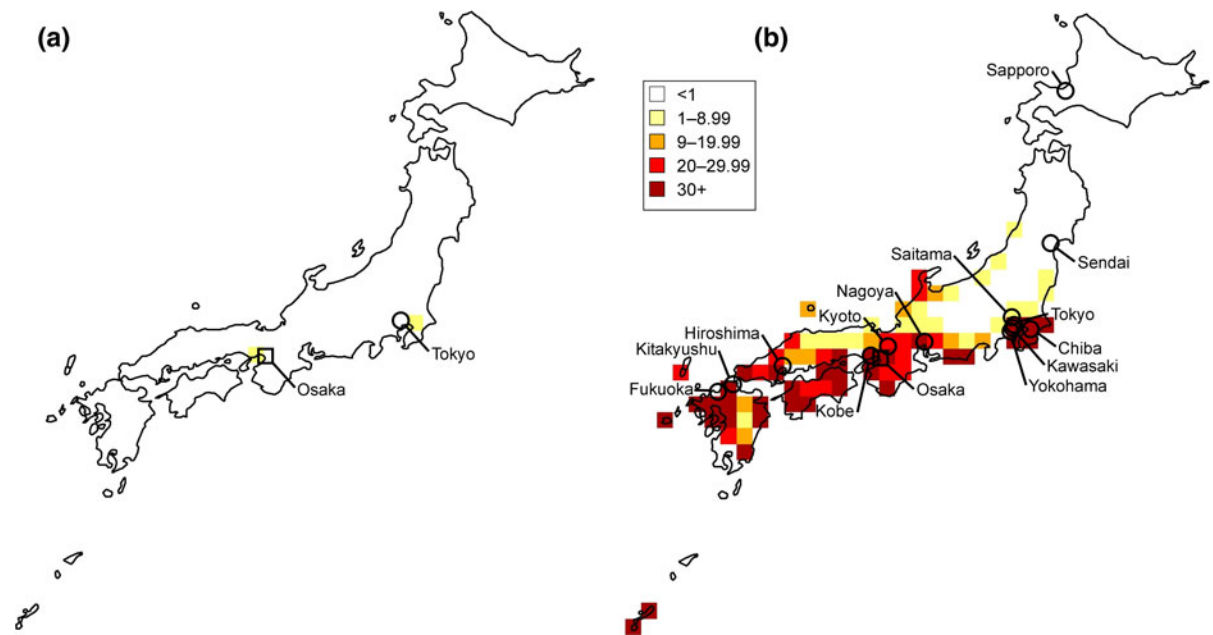 (a)
Tokyo
Osaka
(b)
<1
1–8.99
9–19.99
20–29.99
30+
Sapporo
Sendai
Saitama
Nagoya
Kyoto
Tokyo
Hiroshima
Chiba
Kitakyushu
Kawasaki
Fukuoka
Osaka
Yokohama
Kobe